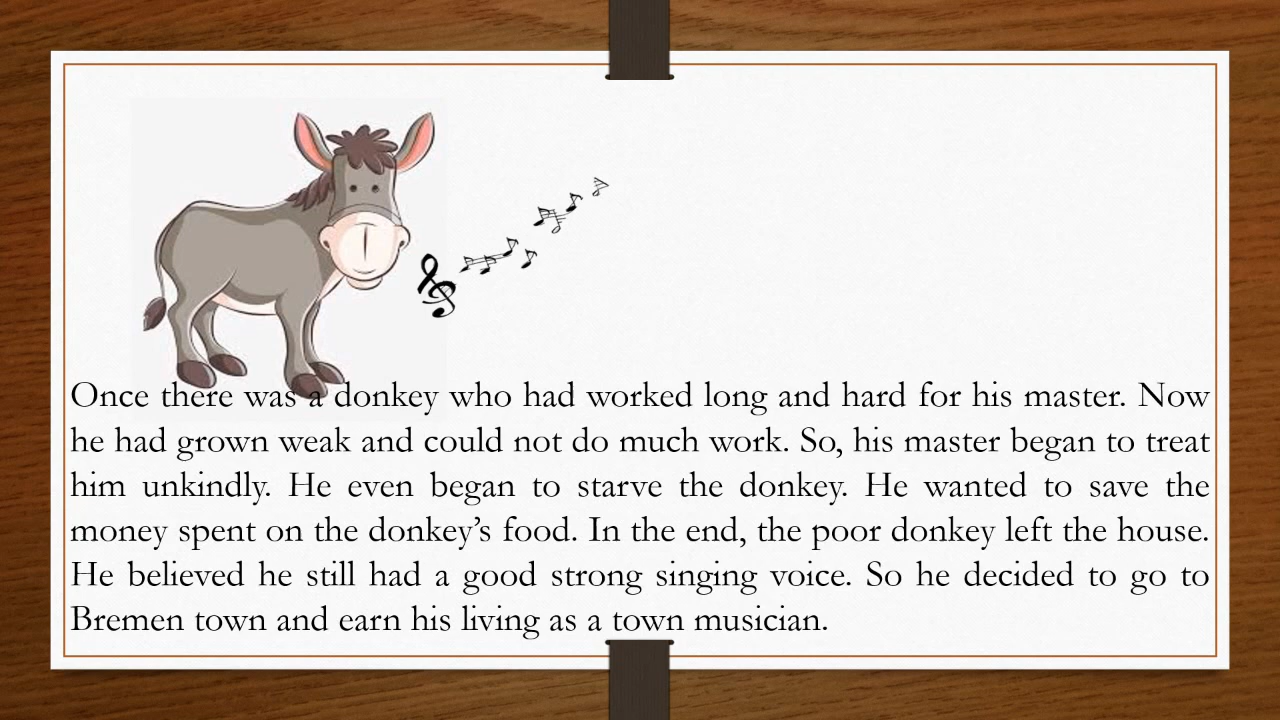 Once there was a donkey who had worked long and hard for his master. Now
he had grown weak and could not do much work. So, his master began to treat
him unkindly. He even began to starve the donkey. He wanted to save the
money spent on the donkey’s food. In the end, the poor donkey left the house.
He believed he still had a good strong singing voice. So he decided to go to
Bremen town and earn his living as a town musician.